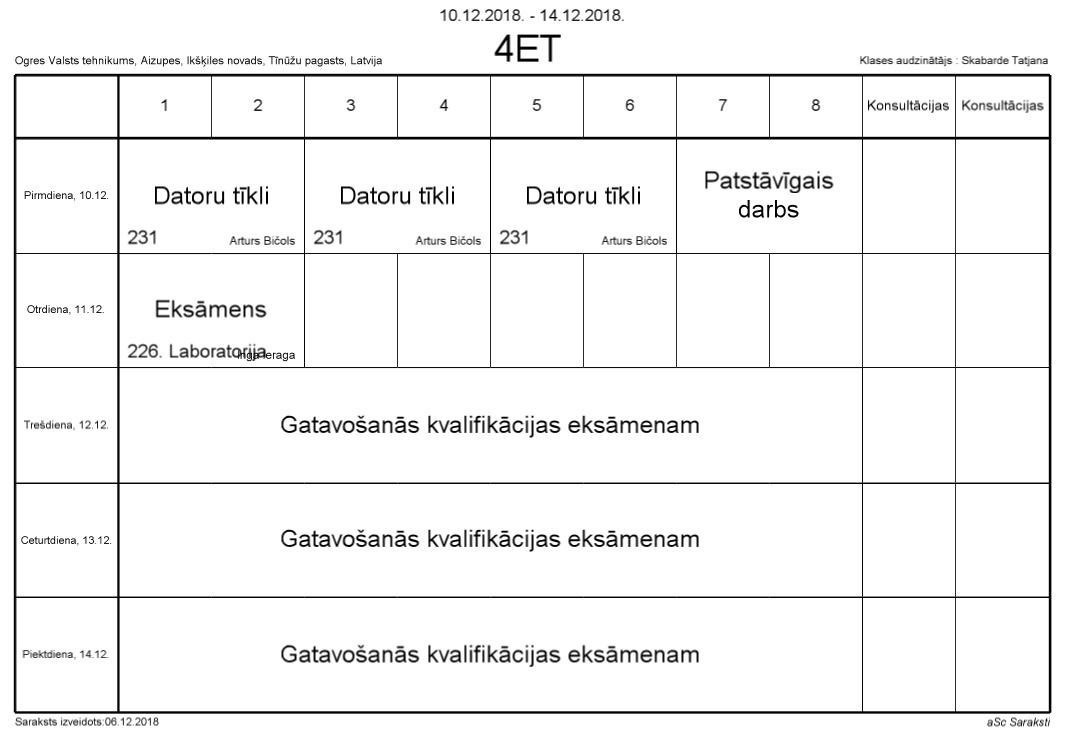 10.12.2018. - 14.12.2018.
4ET
Ogres Valsts tehnikums, Aizupes, Ikšķiles novads, Tīnūžu pagasts, Latvija
Klases audzinātājs : Skabarde Tatjana
1 2 3 4 5 6 7 8 Konsultācijas Konsultācijas
Pirmdiena, 10.12.
Datoru tīkli
231 Arturs Bičols
Datoru tīkli
231 Arturs Bičols
Datoru tīkli
231 Arturs Bičols
Patstāvīgais
darbs
Otrdiena, 11.12.
Eksāmens
226. Laboratorija
Inga Ieraga
Trešdiena, 12.12.
Gatavošanās kvalifikācijas eksāmenam
Ceturtdiena, 13.12.
Gatavošanās kvalifikācijas eksāmenam
Piektdiena, 14.12.
Gatavošanās kvalifikācijas eksāmenam
Saraksts izveidots:06.12.2018
aSc Saraksti